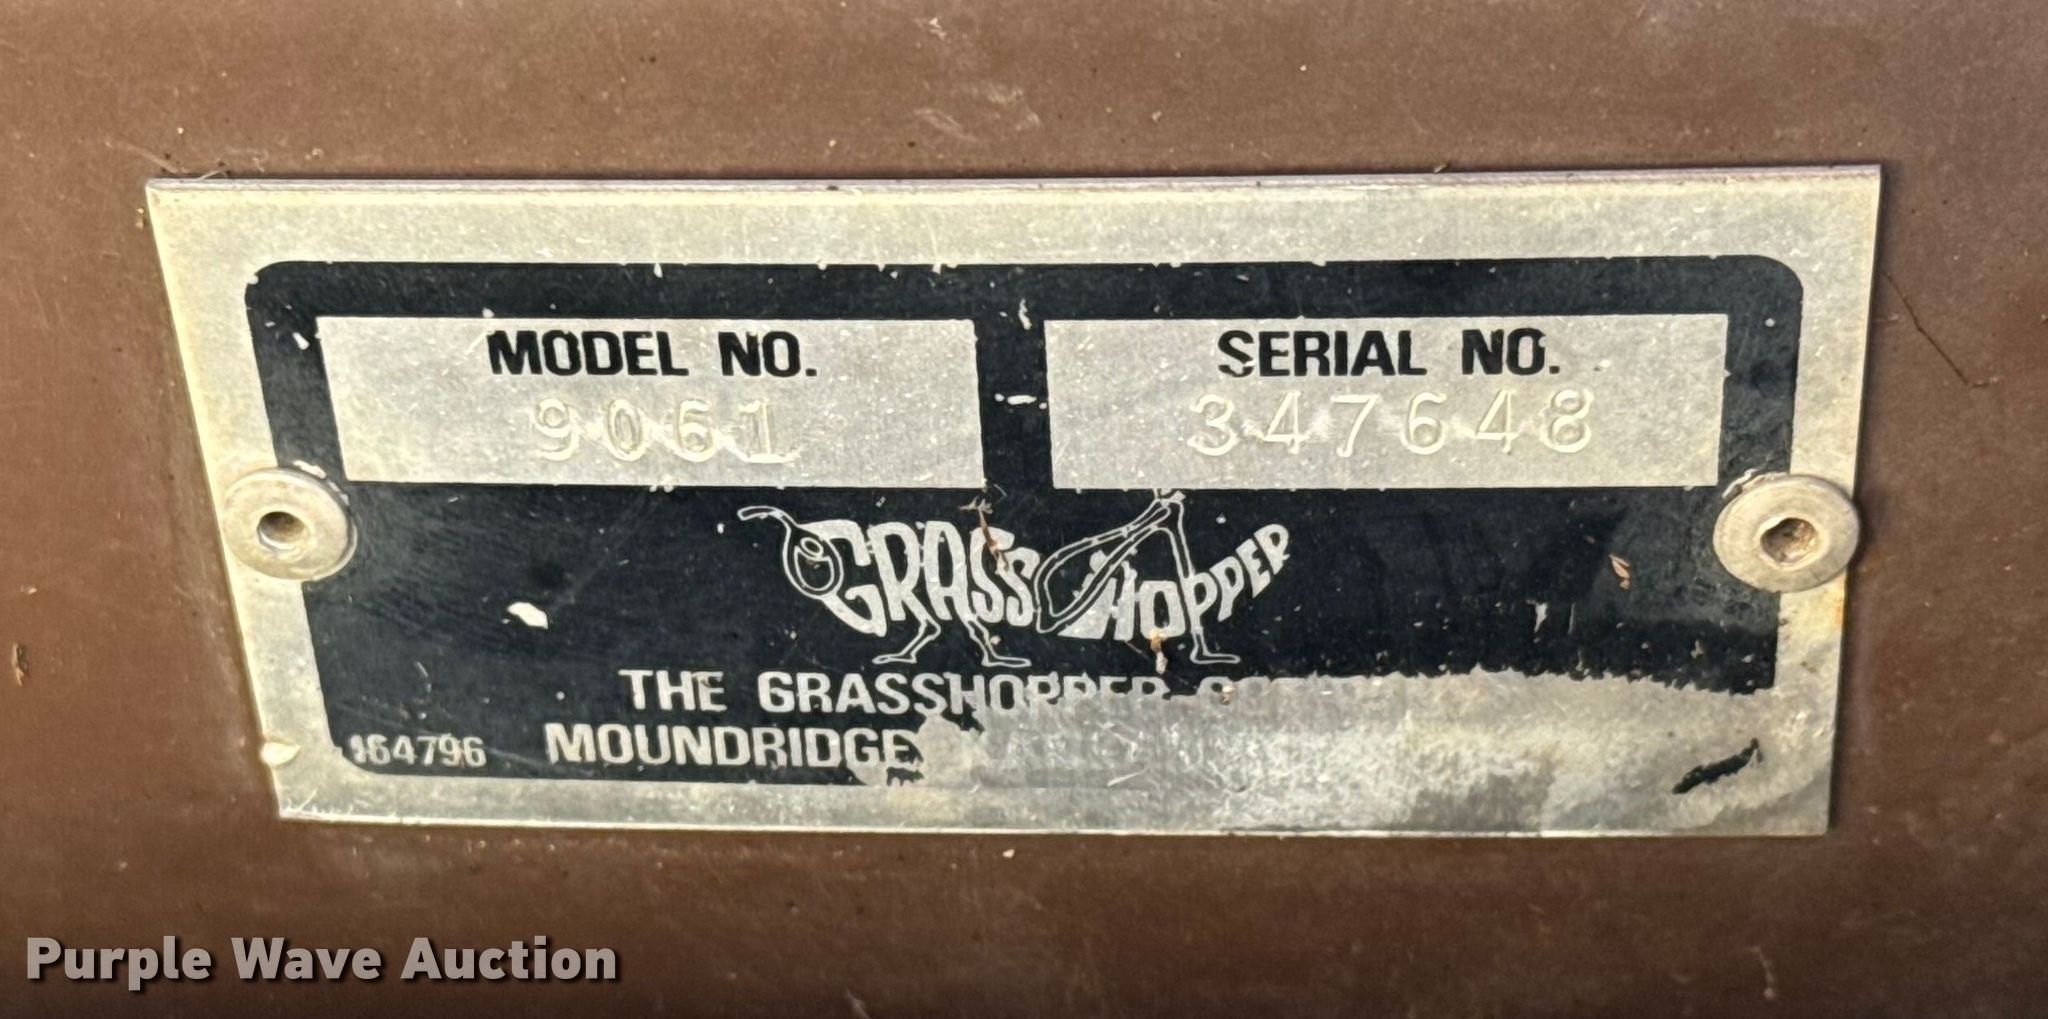 MODEL NO.
9061
SERIAL NO.
347648
GRASSHOPPER
THE GRASSHOPPER
164796
MOUNDRIDGE
Purple Wave Auction